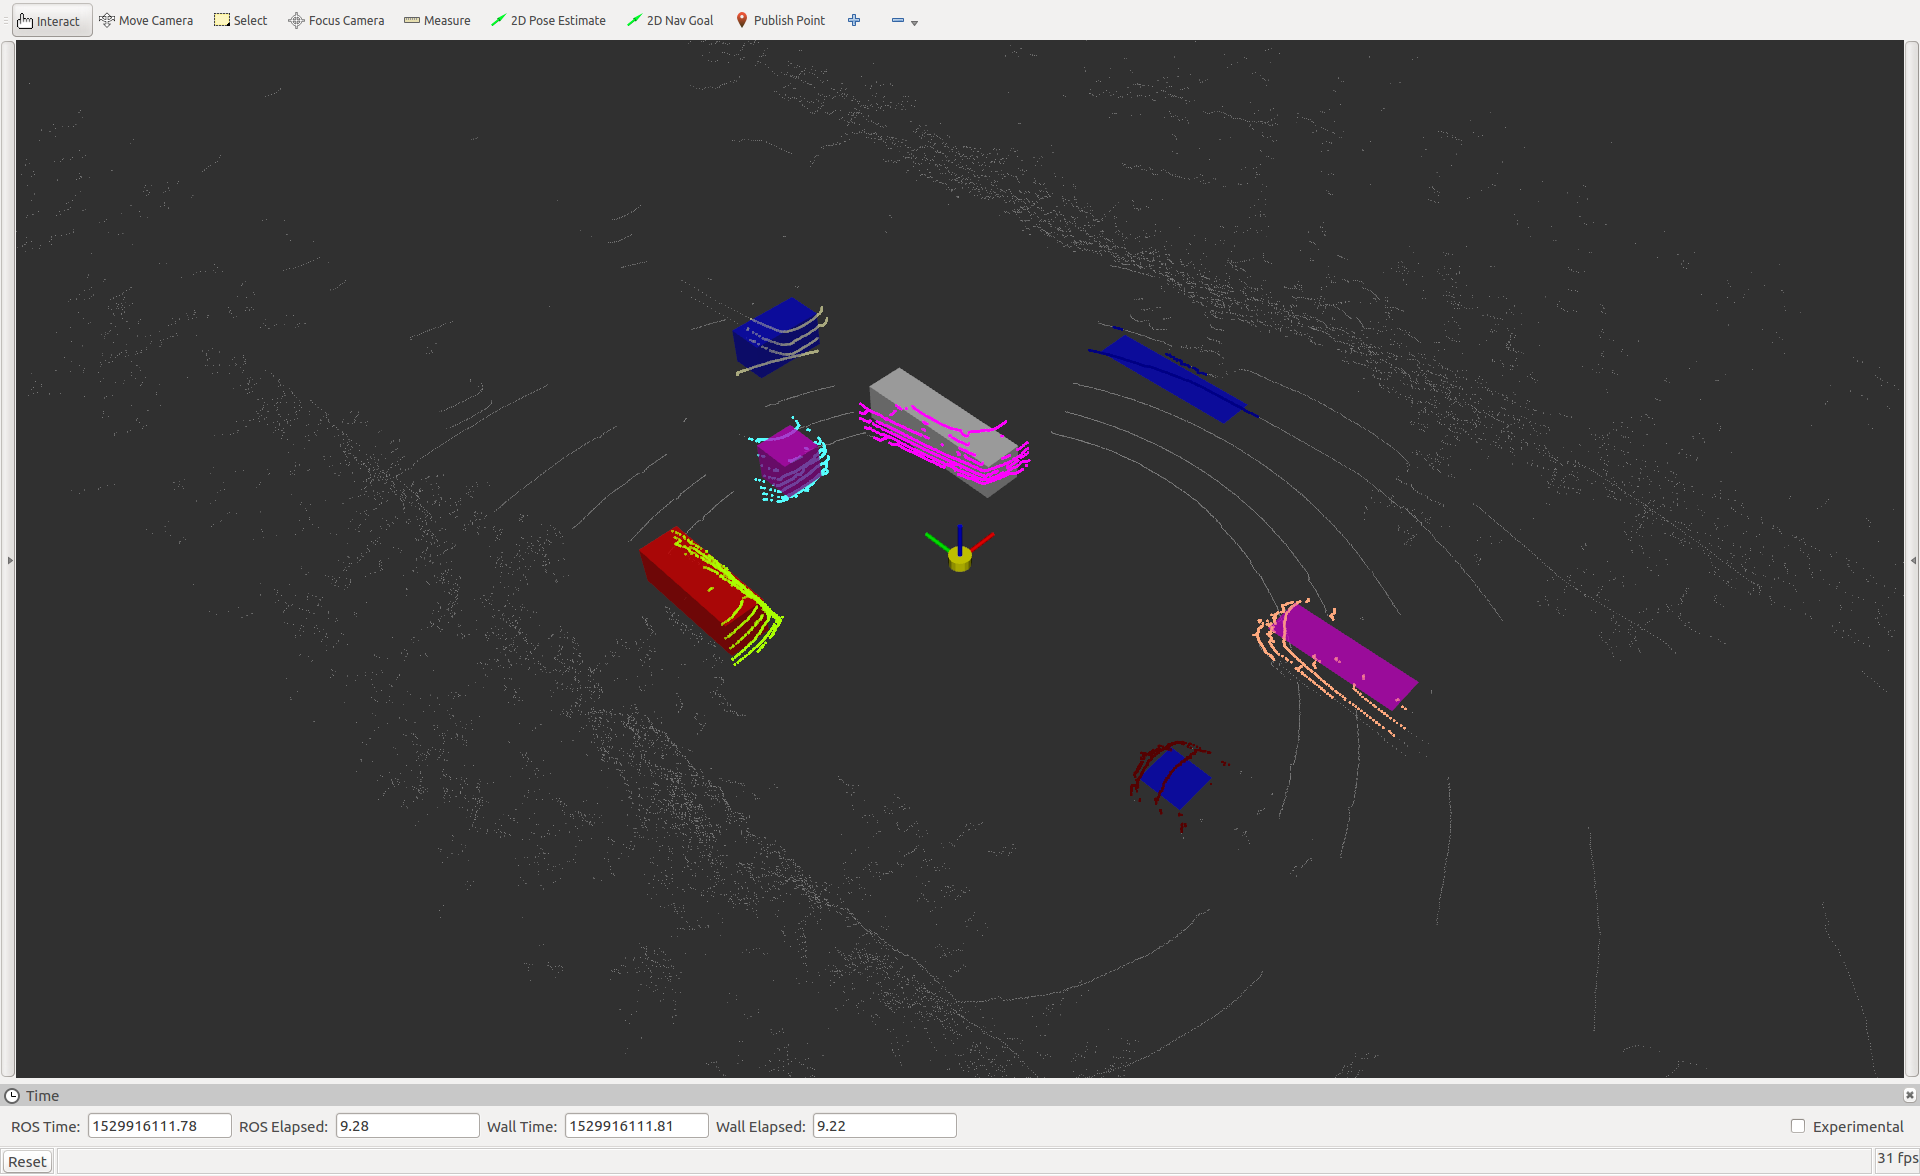 Interact Move Camera Select Focus Camera Measure 2D Pose Estimate 2D Nav Goal Publish Point
Time
ROS Time: 1529916111.78 ROS Elapsed: 9.28 Wall Time: 1529916111.81 Wall Elapsed: 9.22 Experimental
Reset 31 fps